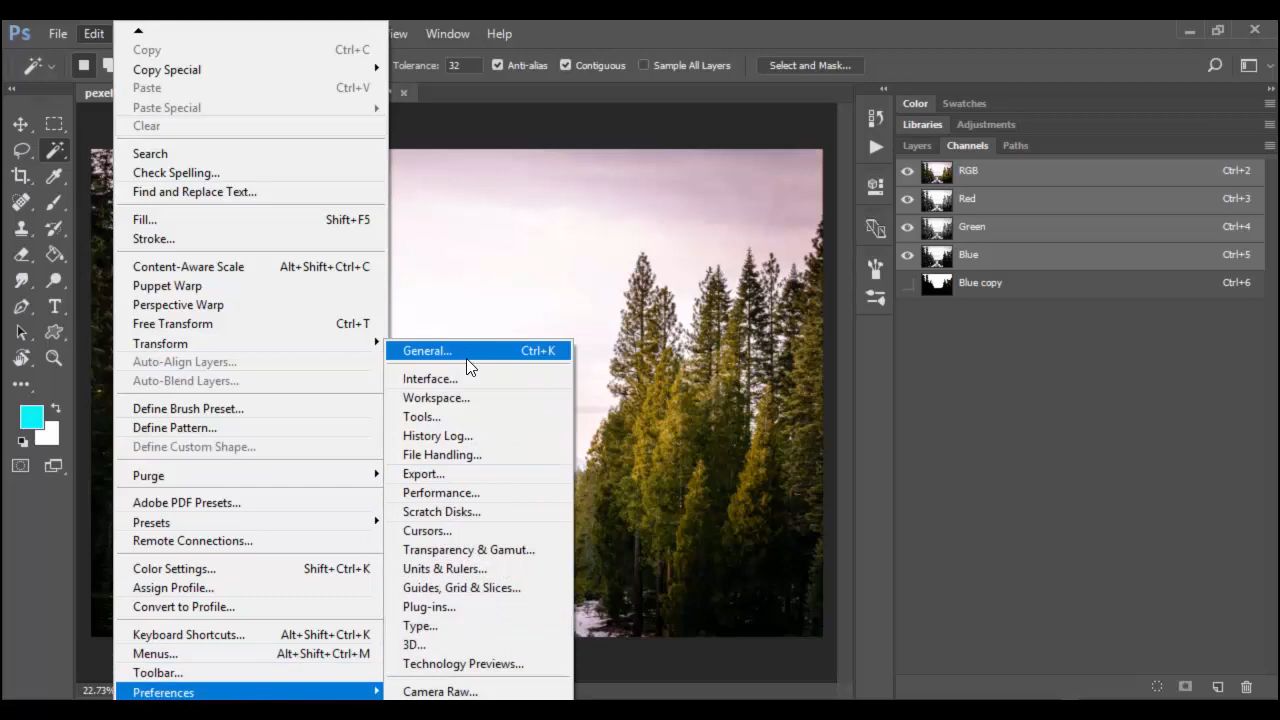 Ps File Edit iew Window Help
Tolerance: 32 Anti-alias Contiguous Sample All Layers Select and Mask...
pexel
Copy Ctrl+C
Copy Special
Paste Ctrl+V
Paste Special
Clear
Search
Check Spelling...
Find and Replace Text...
Fill... Shift+F5
Stroke...
Content-Aware Scale Alt+Shift+Ctrl+C
Puppet Warp
Perspective Warp
Free Transform Ctrl+T
Transform
Auto-Align Layers...
Auto-Blend Layers...
Define Brush Preset...
Define Pattern...
Define Custom Shape...
Purge
Adobe PDF Presets...
Presets
Remote Connections...
Color Settings... Shift+Ctrl+K
Assign Profile...
Convert to Profile...
Keyboard Shortcuts... Alt+Shift+Ctrl+K
Menus... Alt+Shift+Ctrl+M
Toolbar...
Preferences
22.73%
General... Ctrl+K
Interface...
Workspace...
Tools...
History Log...
File Handling...
Export...
Performance...
Scratch Disks...
Cursors...
Transparency & Gamut...
Units & Rulers...
Guides, Grid & Slices...
Plug-ins...
Type...
3D...
Technology Previews...
Camera Raw...
Color Swatches
Libraries Adjustments
Layers Channels Paths
RGB Ctrl+2
Red Ctrl+3
Green Ctrl+4
Blue Ctrl+5
Blue copy Ctrl+6